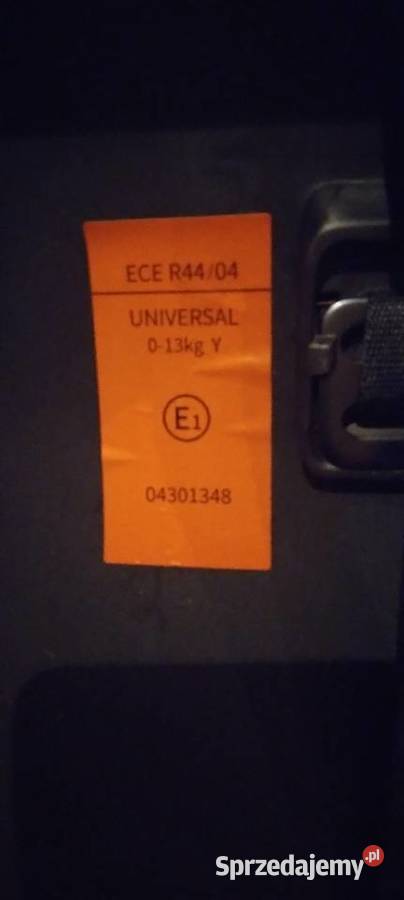 ECE R44/04
UNIVERSAL
0-13kg Y
E1
04301348
Sprzedajemy.pl